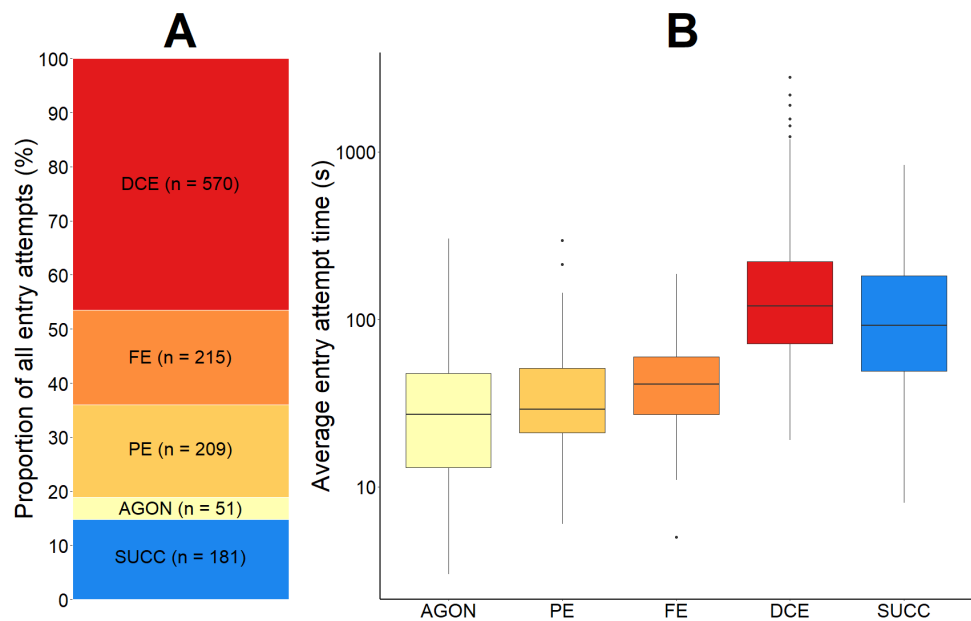 A
B
Proportion of all entry attempts (%)
100
90
80
70
60
50
40
30
20
10
0
DCE (n = 570)
FE (n = 215)
PE (n = 209)
AGON (n = 51)
SUCC (n = 181)
Average entry attempt time (s)
1000
100
10
AGON PE FE DCE SUCC